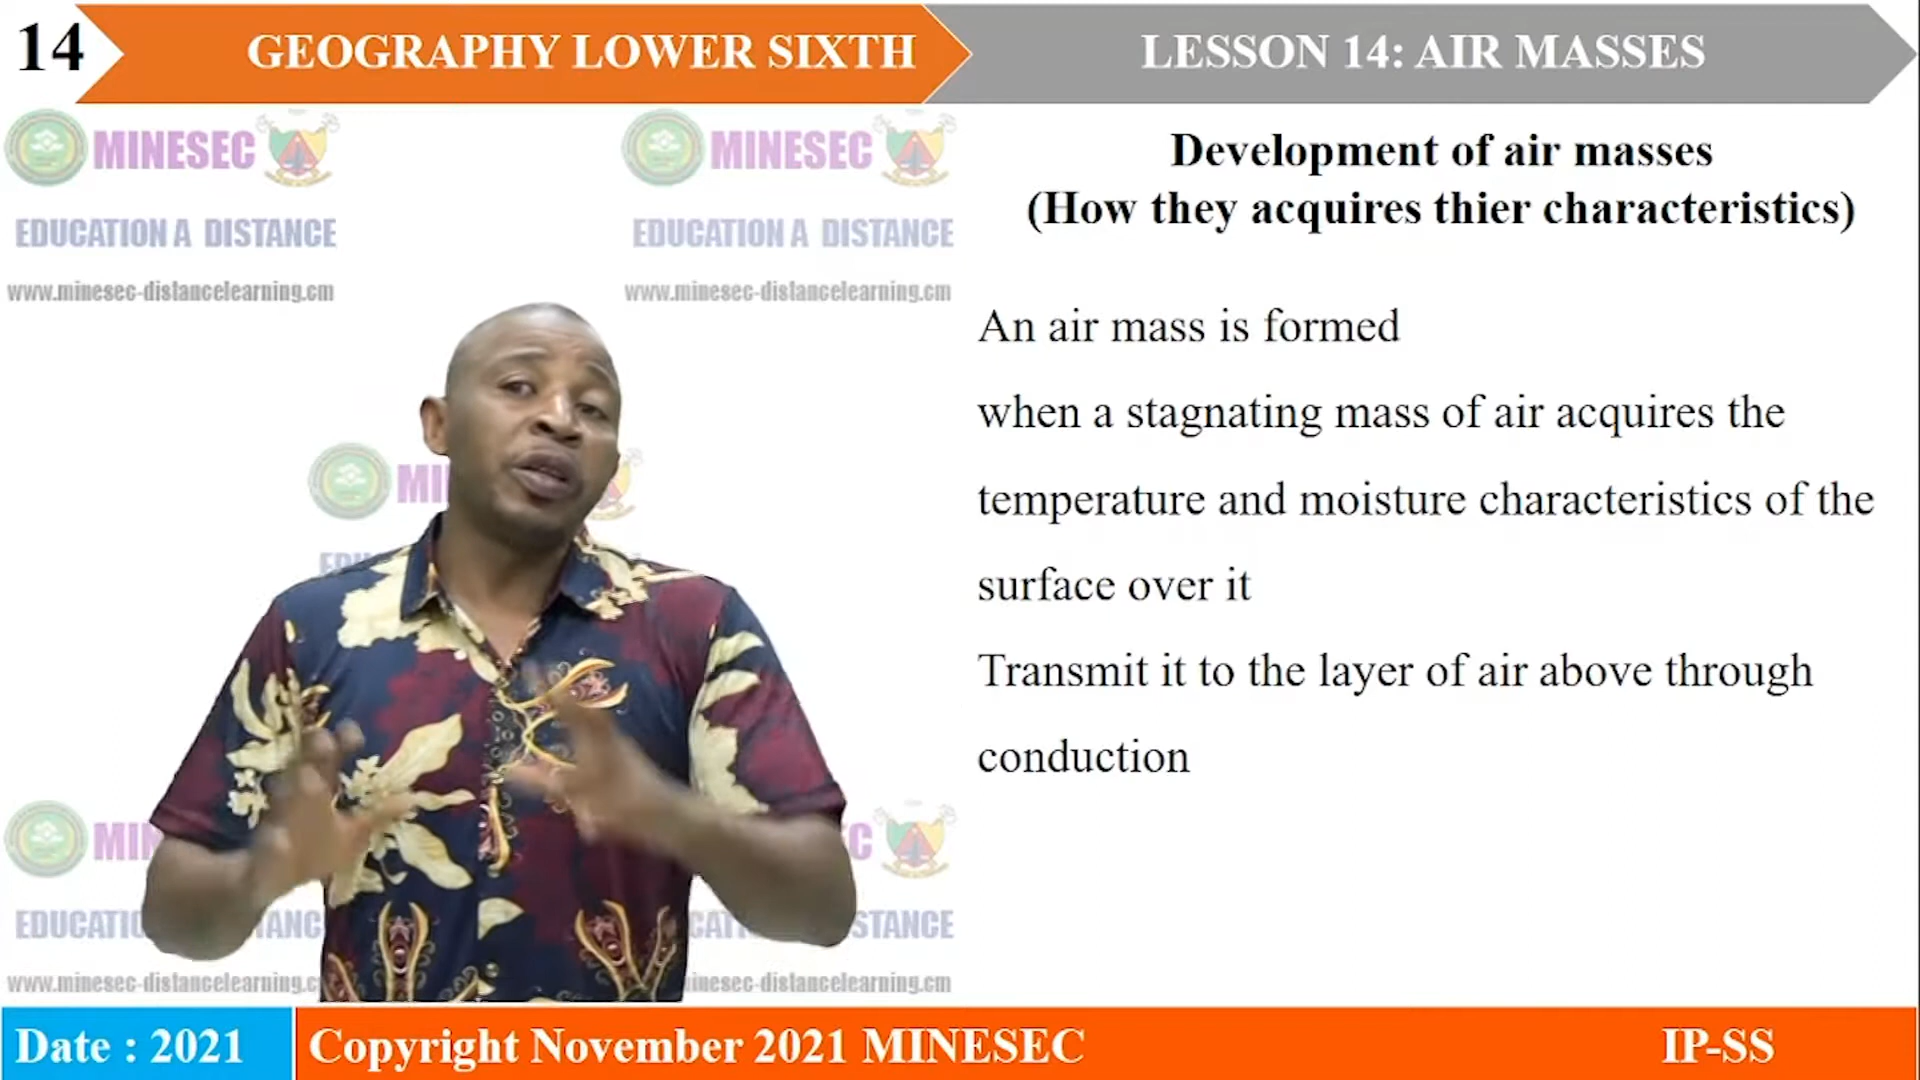 14
GEOGRAPHY LOWER SIXTH
LESSON 14: AIR MASSES
MINESEC
MINESEC
EDUCATION A DISTANCE
EDUCATION A DISTANCE
www.minesec-distancelearning.cm
www.minesec-distancelearning.cm
Development of air masses
(How they acquires thier characteristics)
An air mass is formed
when a stagnating mass of air acquires the
temperature and moisture characteristics of the
surface over it
Transmit it to the layer of air above through
conduction
Date : 2021
Copyright November 2021 MINESEC
IP-SS